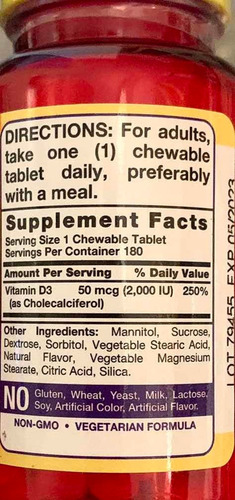 DIRECTIONS: For adults,
take one (1) chewable
tablet daily, preferably
with a meal.
Supplement Facts
Serving Size 1 Chewable Tablet
Servings Per Container 180
Amount Per Serving % Daily Value
Vitamin D3 50 mcg (2,000 IU) 250%
(as Cholecalciferol)
Other Ingredients: Mannitol, Sucrose,
Dextrose, Sorbitol, Vegetable Stearic Acid,
Natural Flavor, Vegetable Magnesium
Stearate, Citric Acid, Silica.
NO Gluten, Wheat, Yeast, Milk, Lactose,
Soy, Artificial Color, Artificial Flavor.
NON-GMO • VEGETARIAN FORMULA
LOT 79455 EXP 05/2023